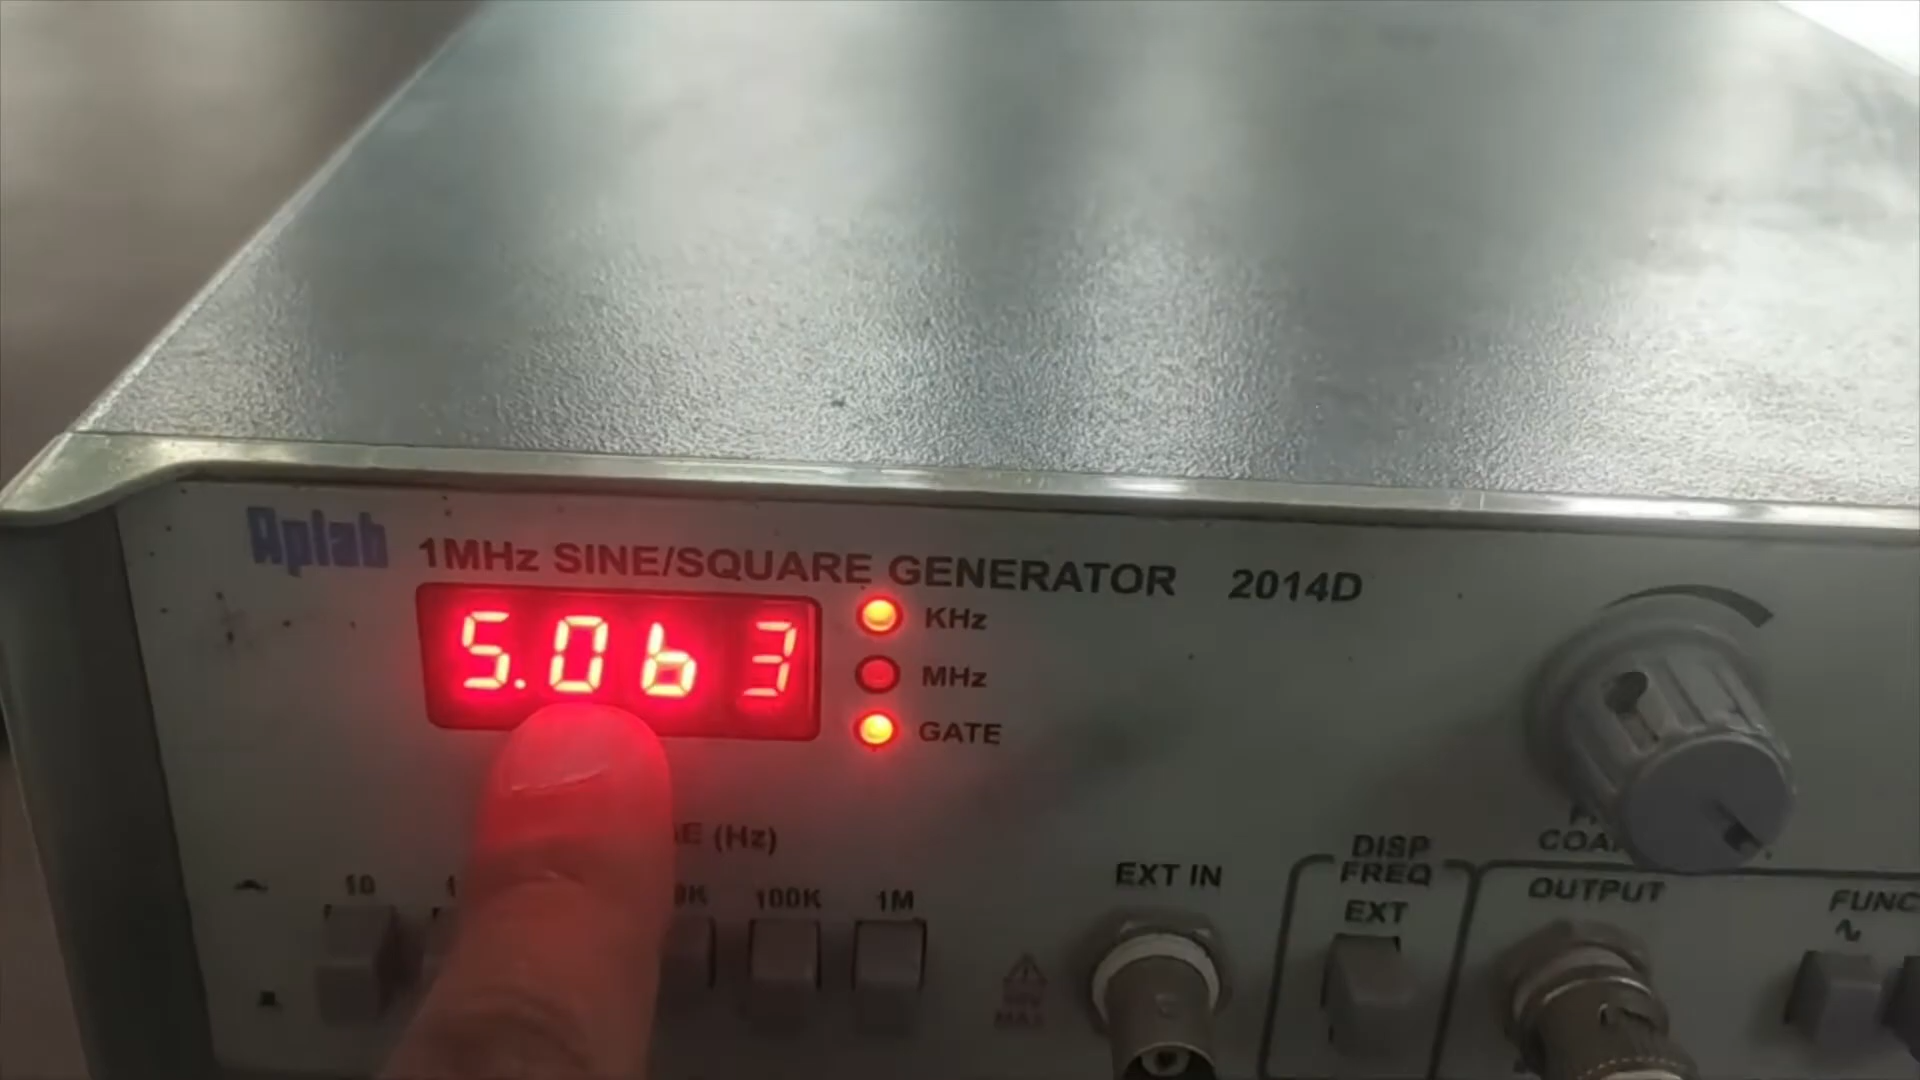 Aplab 1MHz SINE/SQUARE GENERATOR 2014D
5.063
KHz
MHz
GATE
(Hz)
10
100K
1M
EXT IN
DISP
FREQ
EXT
OUTPUT
MAX